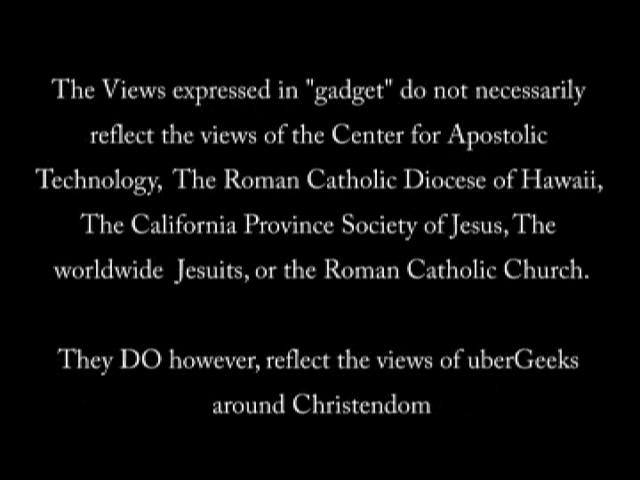 The Views expressed in "gadget" do not necessarily
reflect the views of the Center for Apostolic
Technology, The Roman Catholic Diocese of Hawaii,
The California Province Society of Jesus, The
worldwide Jesuits, or the Roman Catholic Church.
They DO however, reflect the views of uberGeeks
around Christendom